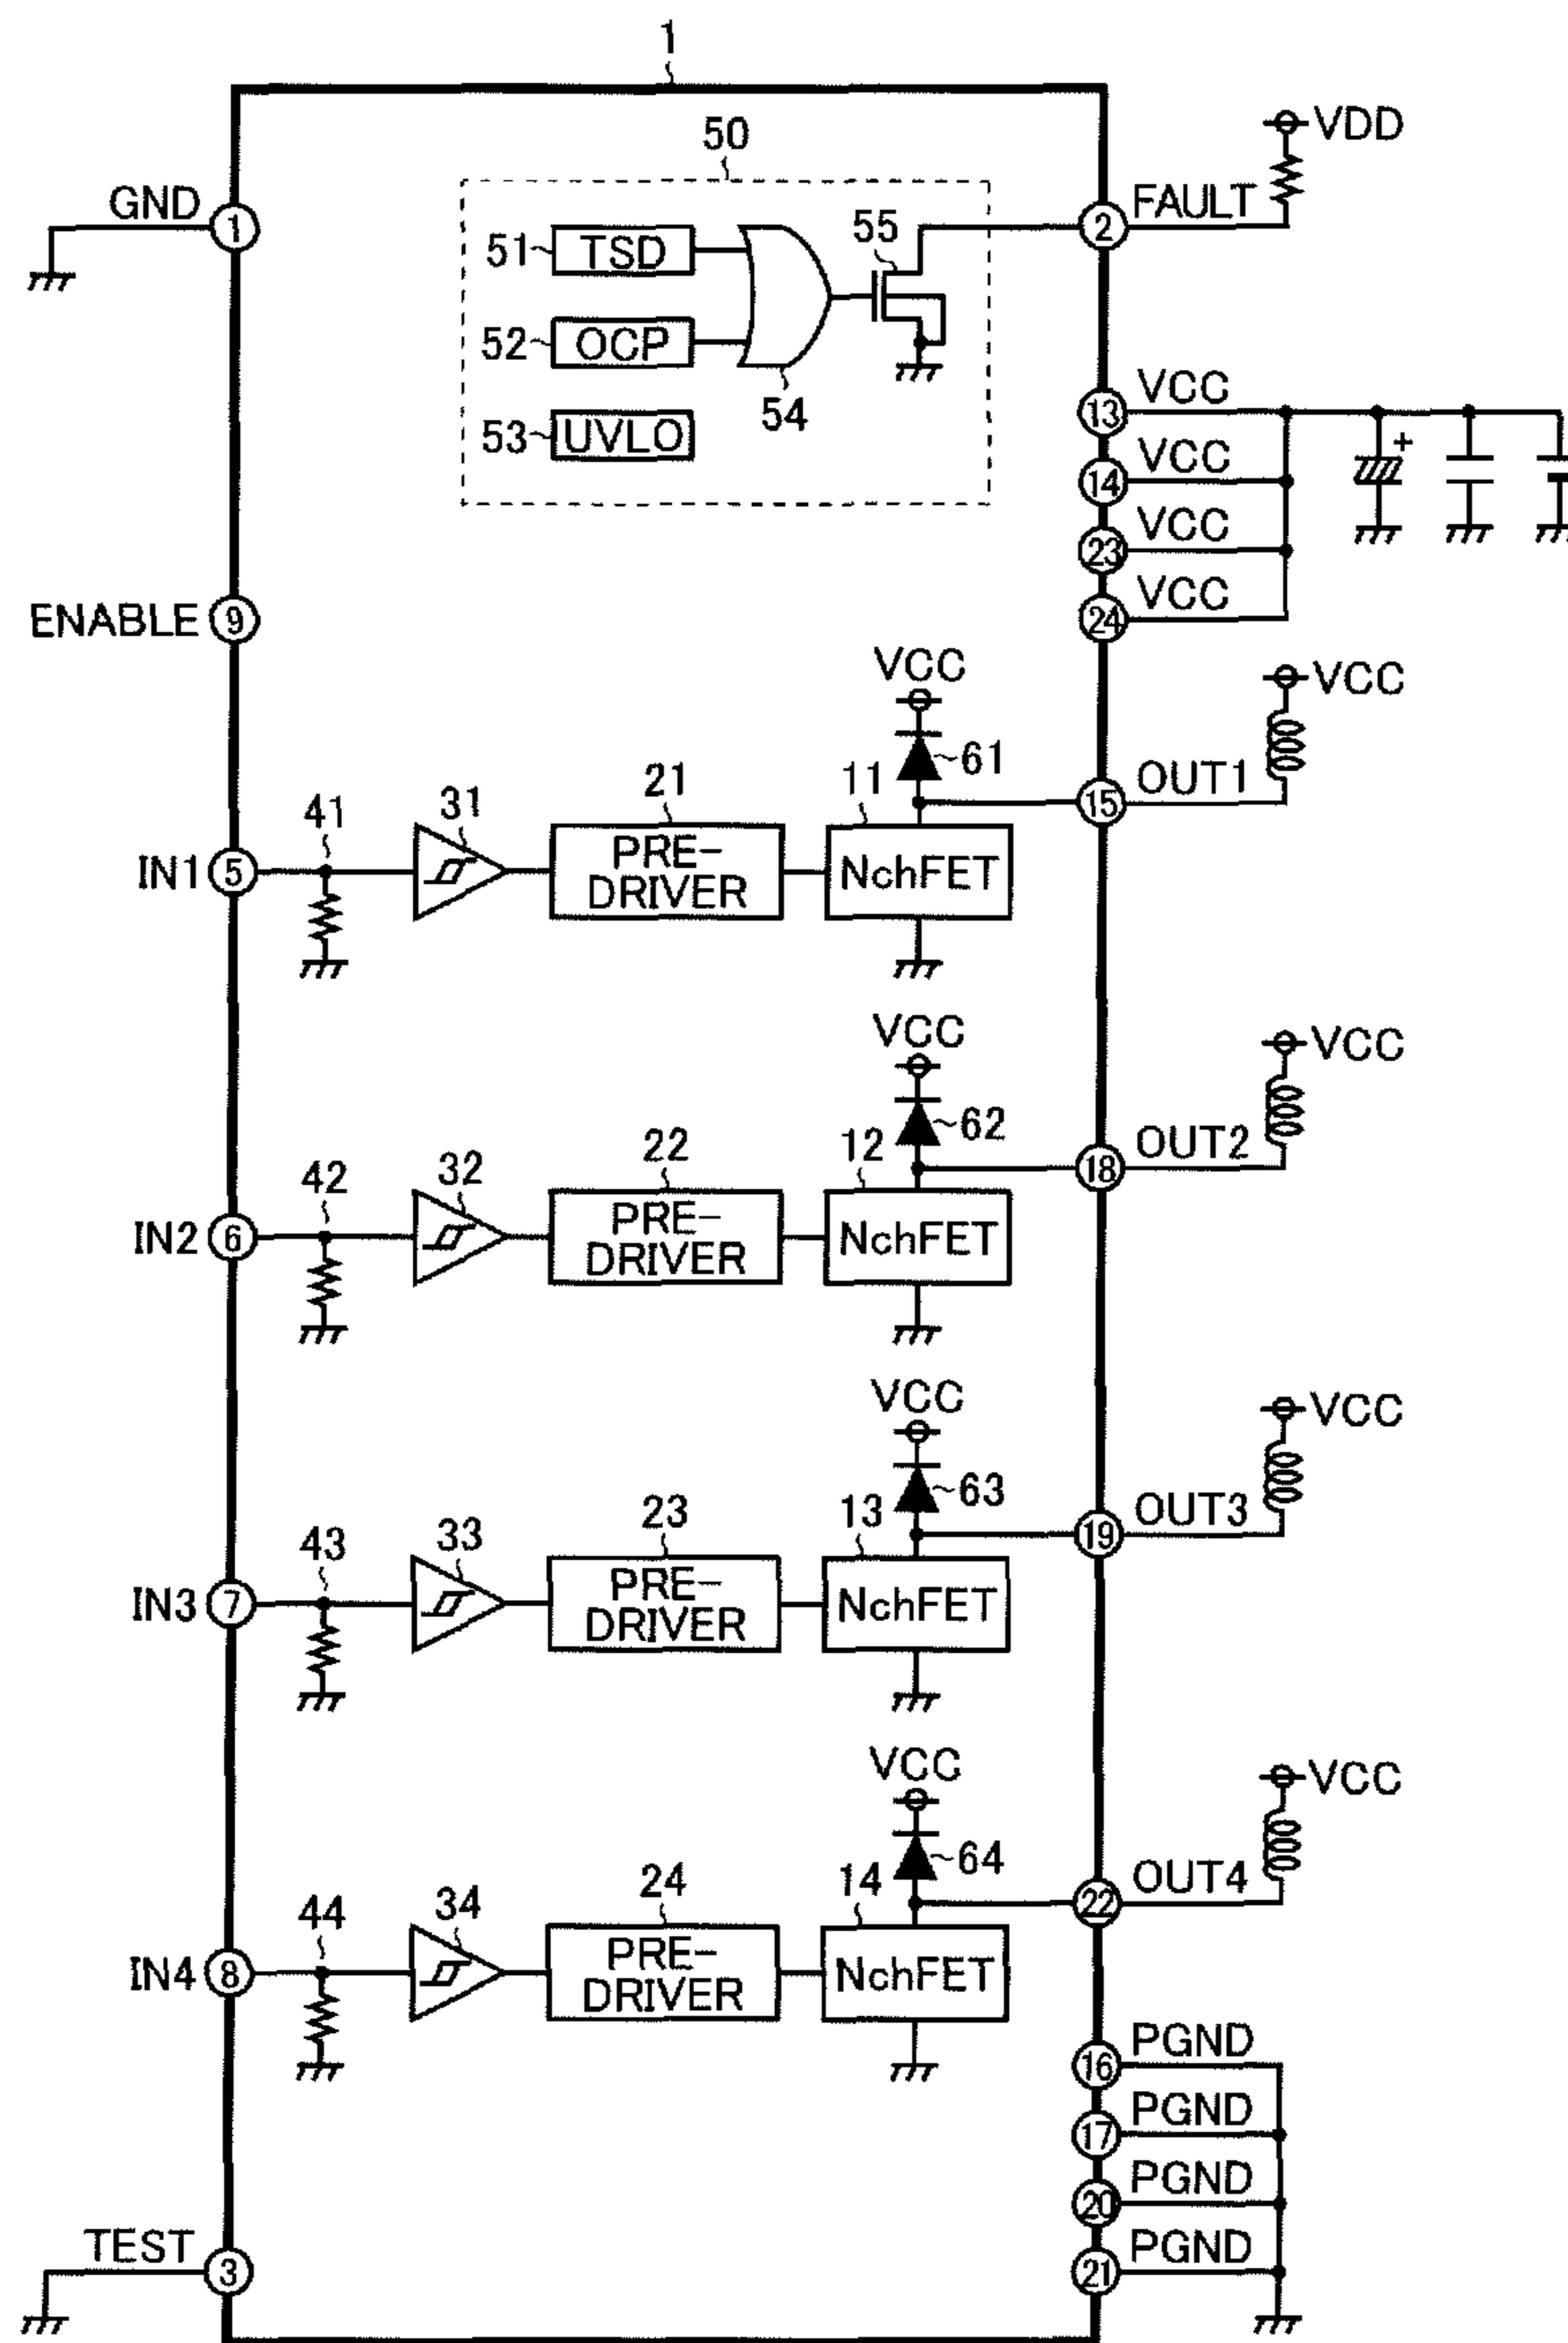 1
50
VDD
GND
1
51
TSD
55
2
FAULT
52
OCP
54
53
UVLO
13
VCC
+
14
VCC
23
VCC
24
VCC
ENABLE
9
VCC
VCC
61
OUT1
15
41
31
21
11
IN1
5
PRE-
DRIVER
NchFET
VCC
VCC
62
OUT2
18
42
32
22
12
IN2
6
PRE-
DRIVER
NchFET
VCC
VCC
63
OUT3
19
43
33
23
13
IN3
7
PRE-
DRIVER
NchFET
VCC
VCC
64
OUT4
22
44
34
24
14
IN4
8
PRE-
DRIVER
NchFET
16
PGND
17
PGND
20
PGND
TEST
3
21
PGND